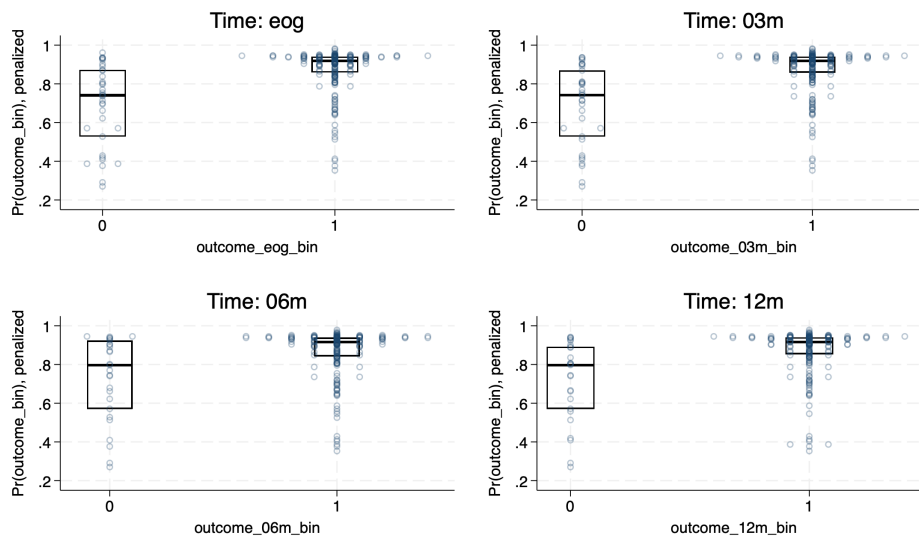 Time: eog
Pr(outcome_bin), penalized
1
.8
.6
.4
.2
0
1
outcome_eog_bin
Time: 03m
Pr(outcome_bin), penalized
1
.8
.6
.4
.2
0
1
outcome_03m_bin
Time: 06m
Pr(outcome_bin), penalized
1
.8
.6
.4
.2
0
1
outcome_06m_bin
Time: 12m
Pr(outcome_bin), penalized
1
.8
.6
.4
.2
0
1
outcome_12m_bin